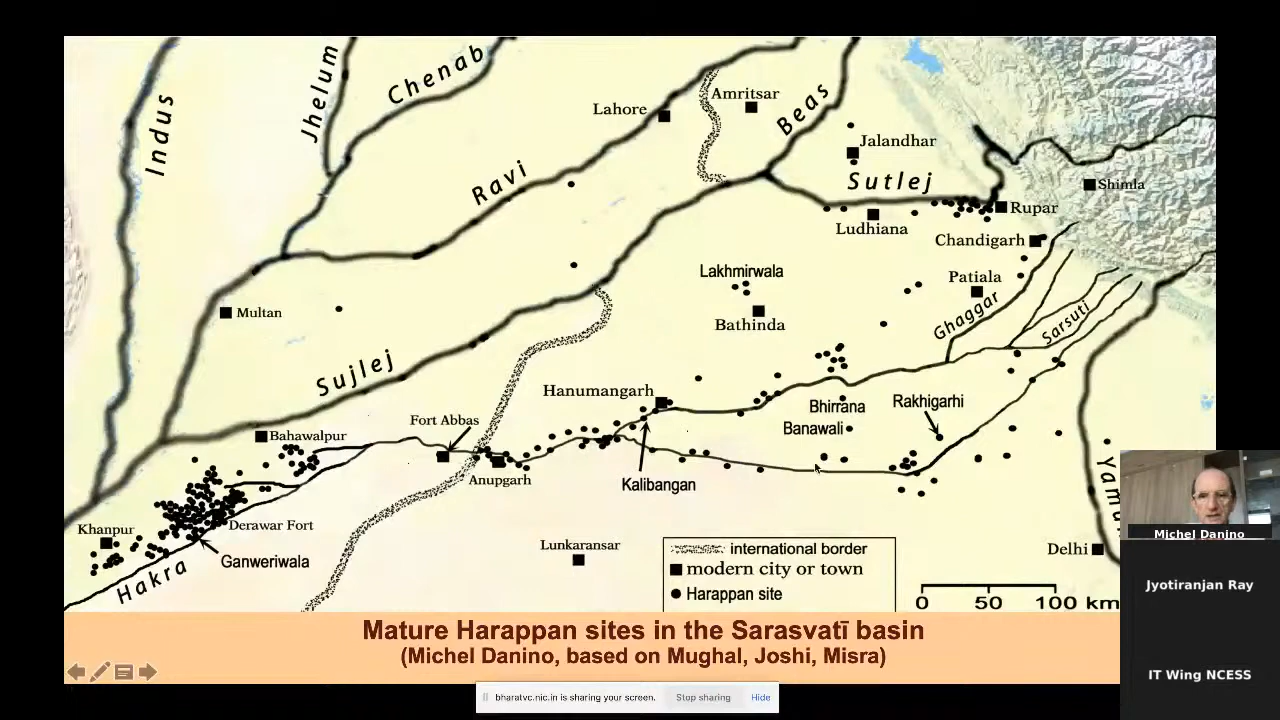 Indus
Jhelum
Chenab
Lahore
Amritsar
Beas
Jalandhar
Ravi
Sutlej
Shimla
Rupar
Ludhiana
Chandigarh
Lakhmirwala
Patiala
Multan
Bathinda
Ghaggar
Sarsuti
Sujlej
Hanumangarh
Bhirrana
Rakhigarhi
Fort Abbas
Banawali
Bahawalpur
Anupgarh
Kalibangan
Yamu
Khanpur
Derawar Fort
Ganweriwala
Hakra
Lunkaransar
Delhi
international border
modern city or town
Harappan site
0 50 100 km
Mature Harappan sites in the Sarasvatī basin
(Michel Danino, based on Mughal, Joshi, Misra)
Michel Danino
Jyotiranjan Ray
IT Wing NCESS
bharatvc.nic.in is sharing your screen. Stop sharing Hide